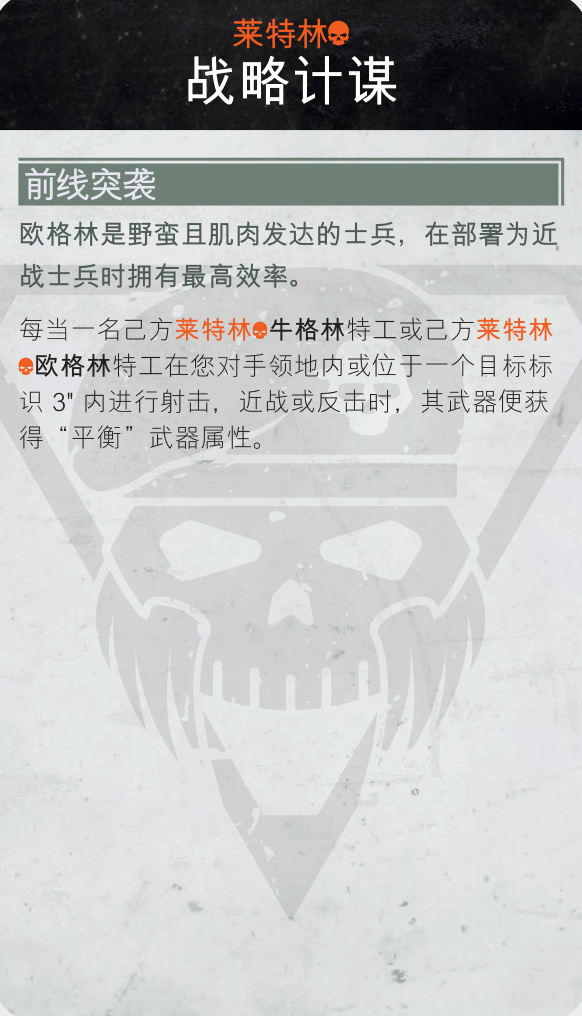 莱特林
战略计谋
前线突袭
欧格林是野蛮且肌肉发达的士兵，在部署为近
战士兵时拥有最高效率。
每当一名己方莱特林牛格林特工或己方莱特林
欧格林特工在您对手领地内或位于一个目标标
识 3" 内进行射击，近战或反击时，其武器便获
得“平衡”武器属性。